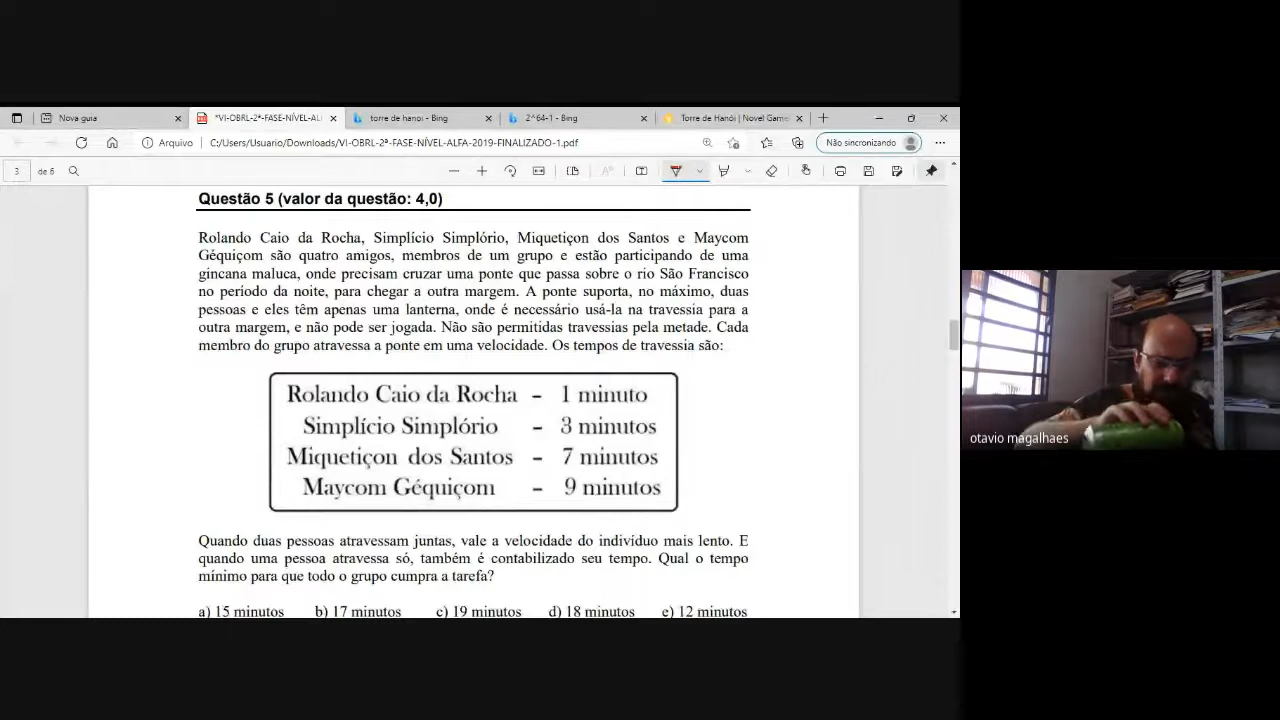 Nova guia
*VI-OBRL-2ª-FASE-NÍVEL-AL
torre de hanoi - Bing
2^64-1 - Bing
Torre de Hanói | Novel Game
Arquivo
C:/Users/Usuario/Downloads/VI-OBRL-2ª-FASE-NÍVEL-ALFA-2019-FINALIZADO-1.pdf
Não sincronizando
3 de 6
Questão 5 (valor da questão: 4,0)
Rolando Caio da Rocha, Simplício Simplório, Miquetiçon dos Santos e Maycom
Géquiçom são quatro amigos, membros de um grupo e estão participando de uma
gincana maluca, onde precisam cruzar uma ponte que passa sobre o rio São Francisco
no período da noite, para chegar a outra margem. A ponte suporta, no máximo, duas
pessoas e eles têm apenas uma lanterna, onde é necessário usá-la na travessia para a
outra margem, e não pode ser jogada. Não são permitidas travessias pela metade. Cada
membro do grupo atravessa a ponte em uma velocidade. Os tempos de travessia são:
Rolando Caio da Rocha - 1 minuto
Simplício Simplório - 3 minutos
Miquetiçon dos Santos - 7 minutos
Maycom Géquiçom - 9 minutos
Quando duas pessoas atravessam juntas, vale a velocidade do indivíduo mais lento. E
quando uma pessoa atravessa só, também é contabilizado seu tempo. Qual o tempo
mínimo para que todo o grupo cumpra a tarefa?
a) 15 minutos b) 17 minutos c) 19 minutos d) 18 minutos e) 12 minutos
otavio magalhaes